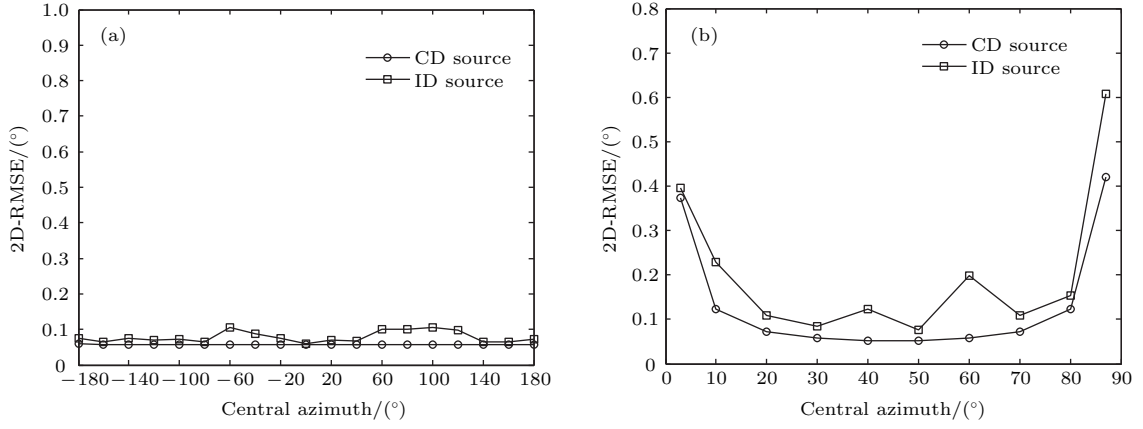 (a)
CD source
ID source
2D-RMSE/(°)
1.0
0.9
0.8
0.7
0.6
0.5
0.4
0.3
0.2
0.1
0
−180 −140 −100 −60 −20 20 60 100 140 180
Central azimuth/(°)
(b)
CD source
ID source
2D-RMSE/(°)
0.8
0.7
0.6
0.5
0.4
0.3
0.2
0.1
0
0 10 20 30 40 50 60 70 80 90
Central azimuth/(°)